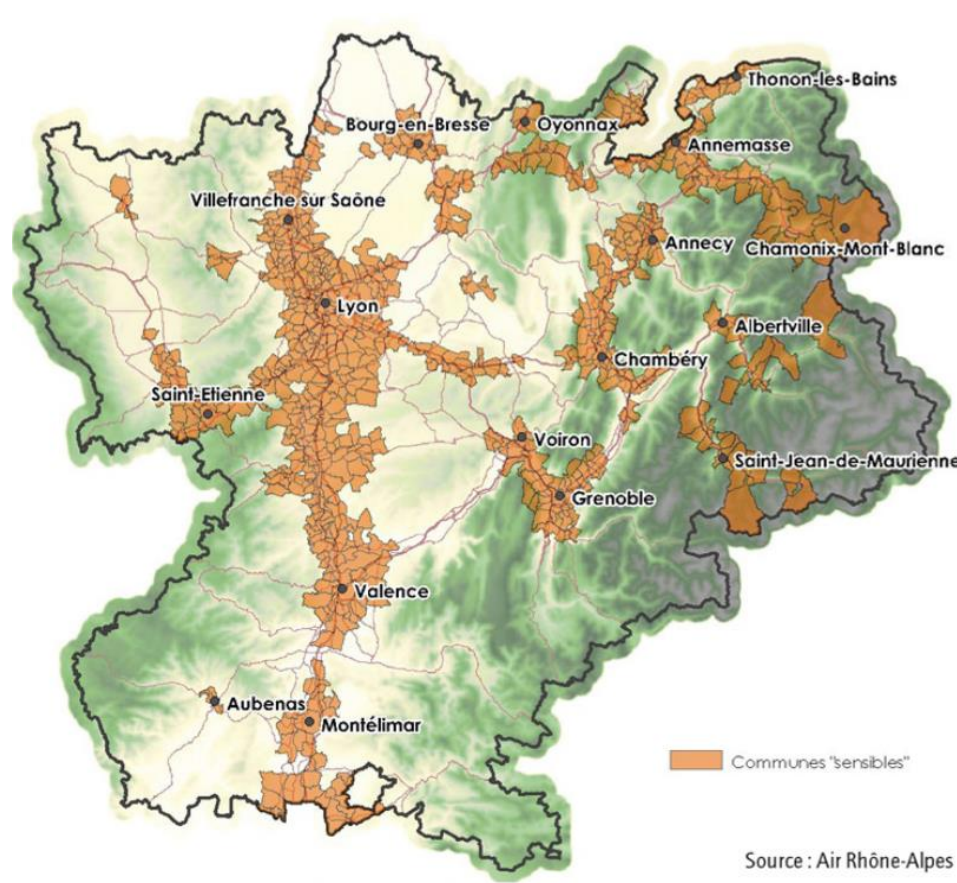 Thonon-les-Bains
Bourg-en-Bresse
Oyonnax
Annemasse
Villefranche sur Saône
Annecy
Chamonix-Mont-Blanc
Lyon
Albertville
Chambéry
Saint-Etienne
Voiron
Saint-Jean-de-Maurienne
Grenoble
Valence
Aubenas
Montélimar
Communes "sensibles"
Source : Air Rhône-Alpes